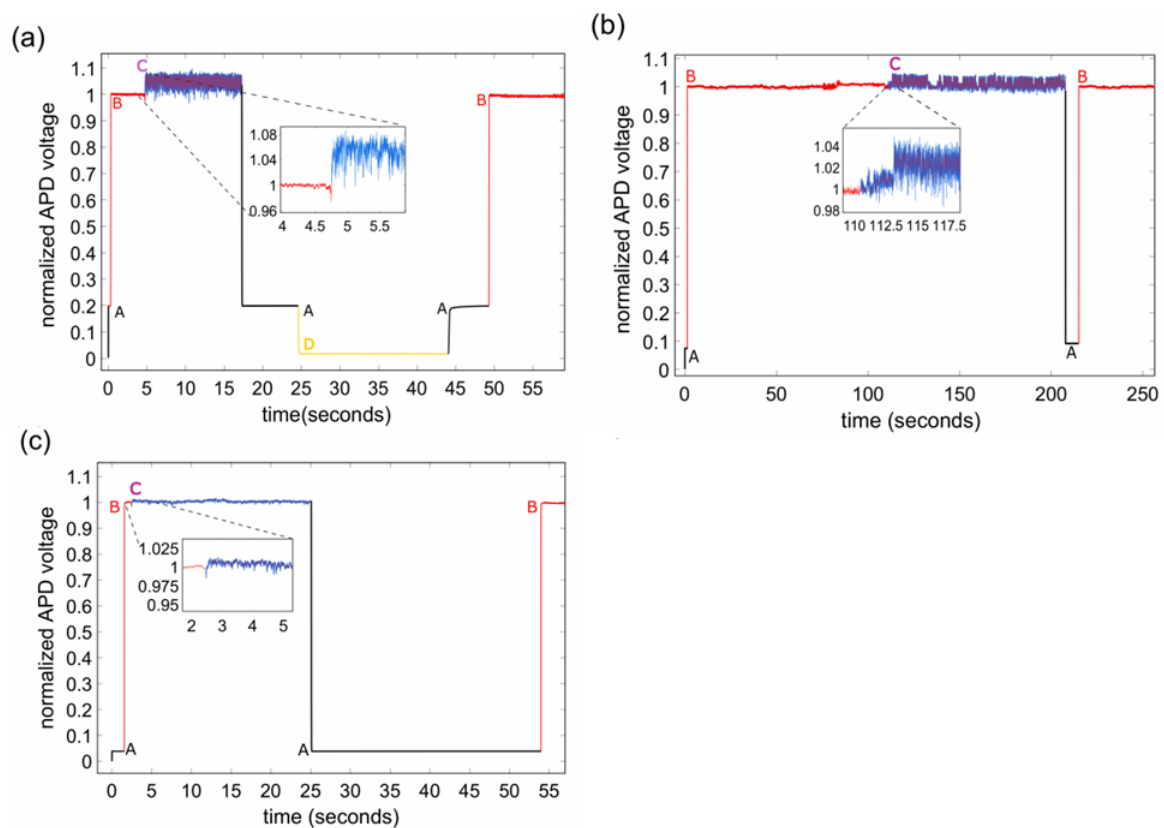 (a)
normalized APD voltage
1.1
1
0.9
0.8
0.7
0.6
0.5
0.4
0.3
0.2
0.1
0
C
B
B
A
A
A
D
1.08
1.04
1
0.96
4 4.5 5 5.5
0 5 10 15 20 25 30 35 40 45 50 55
time(seconds)
(b)
normalized APD voltage
1.1
1
0.9
0.8
0.7
0.6
0.5
0.4
0.3
0.2
0.1
0
B
C
B
A
A
1.04
1.02
1
0.98
110 112.5 115 117.5
0 50 100 150 200 250
time (seconds)
(c)
normalized APD voltage
1.1
1
0.9
0.8
0.7
0.6
0.5
0.4
0.3
0.2
0.1
0
C
B
B
A
A
1.025
1
0.975
0.95
2 3 4 5
0 5 10 15 20 25 30 35 40 45 50 55
time (seconds)